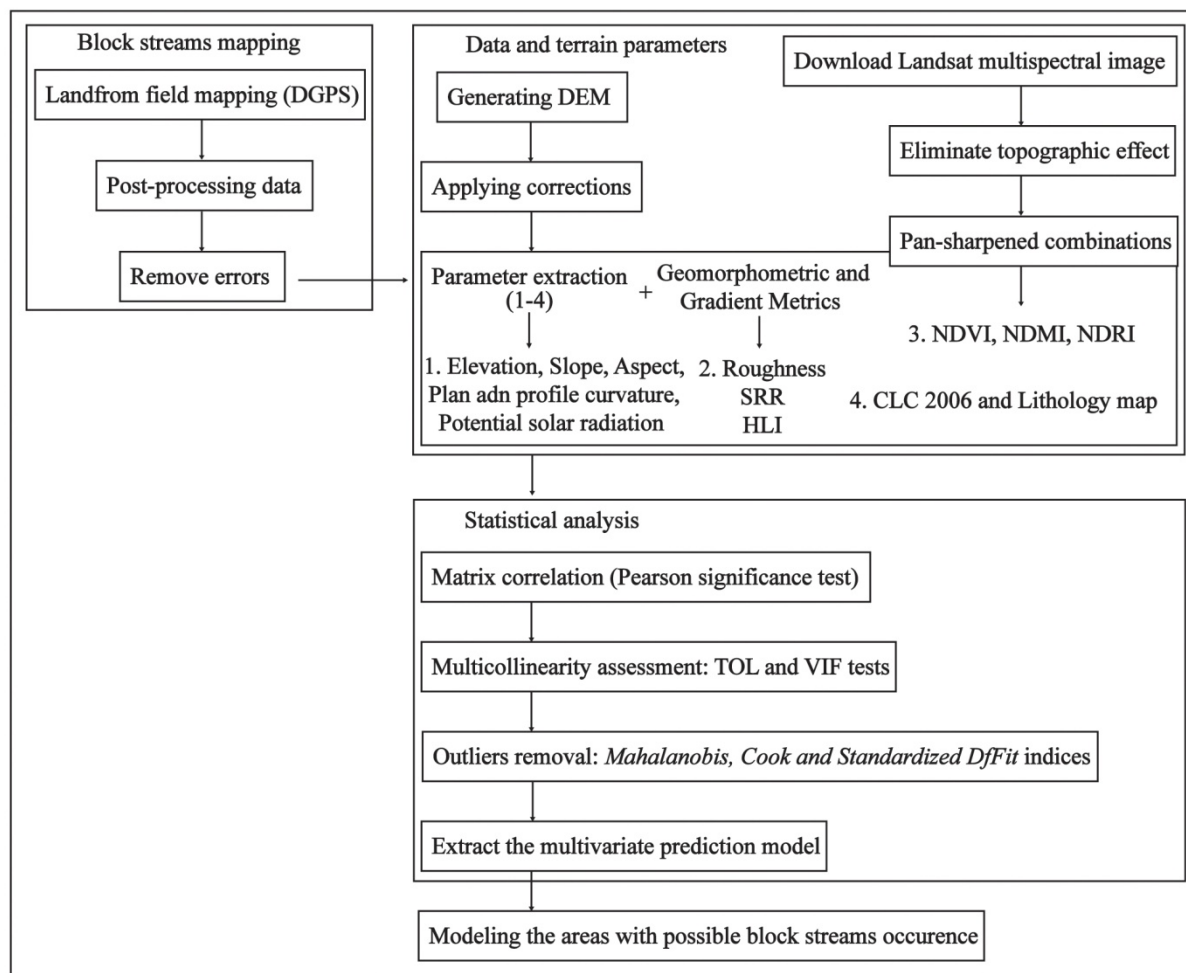 Block streams mapping
Landfrom field mapping (DGPS)
Post-processing data
Remove errors
Data and terrain parameters
Generating DEM
Applying corrections
Download Landsat multispectral image
Eliminate topographic effect
Pan-sharpened combinations
Parameter extraction
(1-4)
+
Geomorphometric and
Gradient Metrics
1. Elevation, Slope, Aspect,
Plan adn profile curvature,
Potential solar radiation
2. Roughness
SRR
HLI
3. NDVI, NDMI, NDRI
4. CLC 2006 and Lithology map
Statistical analysis
Matrix correlation (Pearson significance test)
Multicollinearity assessment: TOL and VIF tests
Outliers removal: Mahalanobis, Cook and Standardized DfFit indices
Extract the multivariate prediction model
Modeling the areas with possible block streams occurence